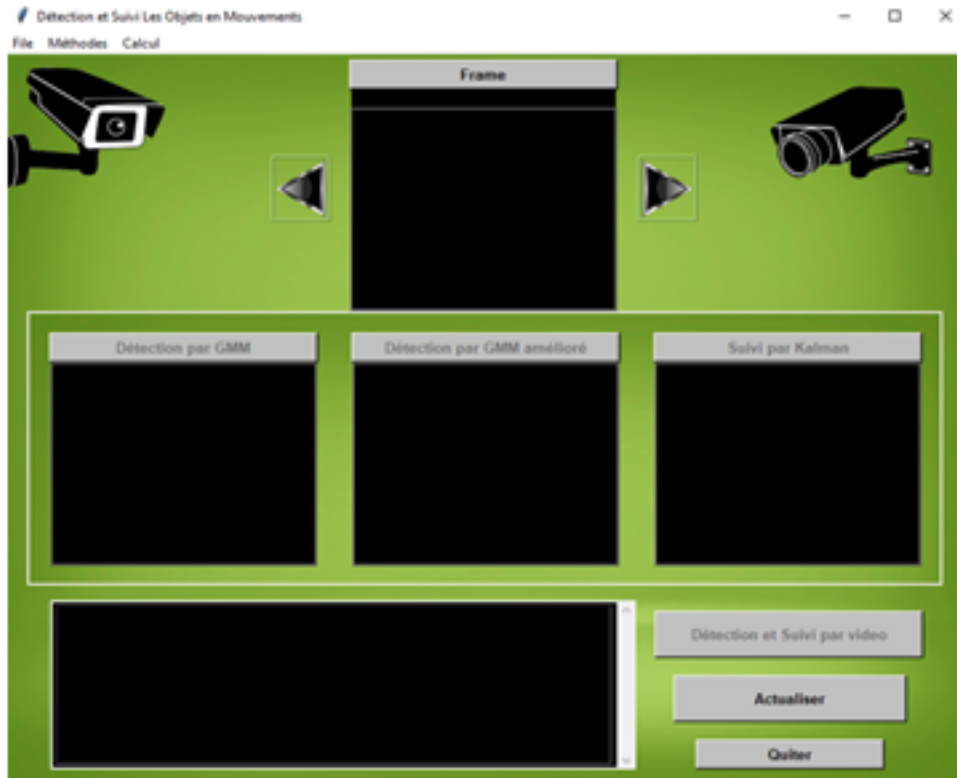 Détection et Suivi Les Objets en Mouvements
File Méthodes Calcul
Frame
Détection par GMM
Détection par GMM amélioré
Suivi par Kalman
Détection et Suivi par video
Actualiser
Quiter